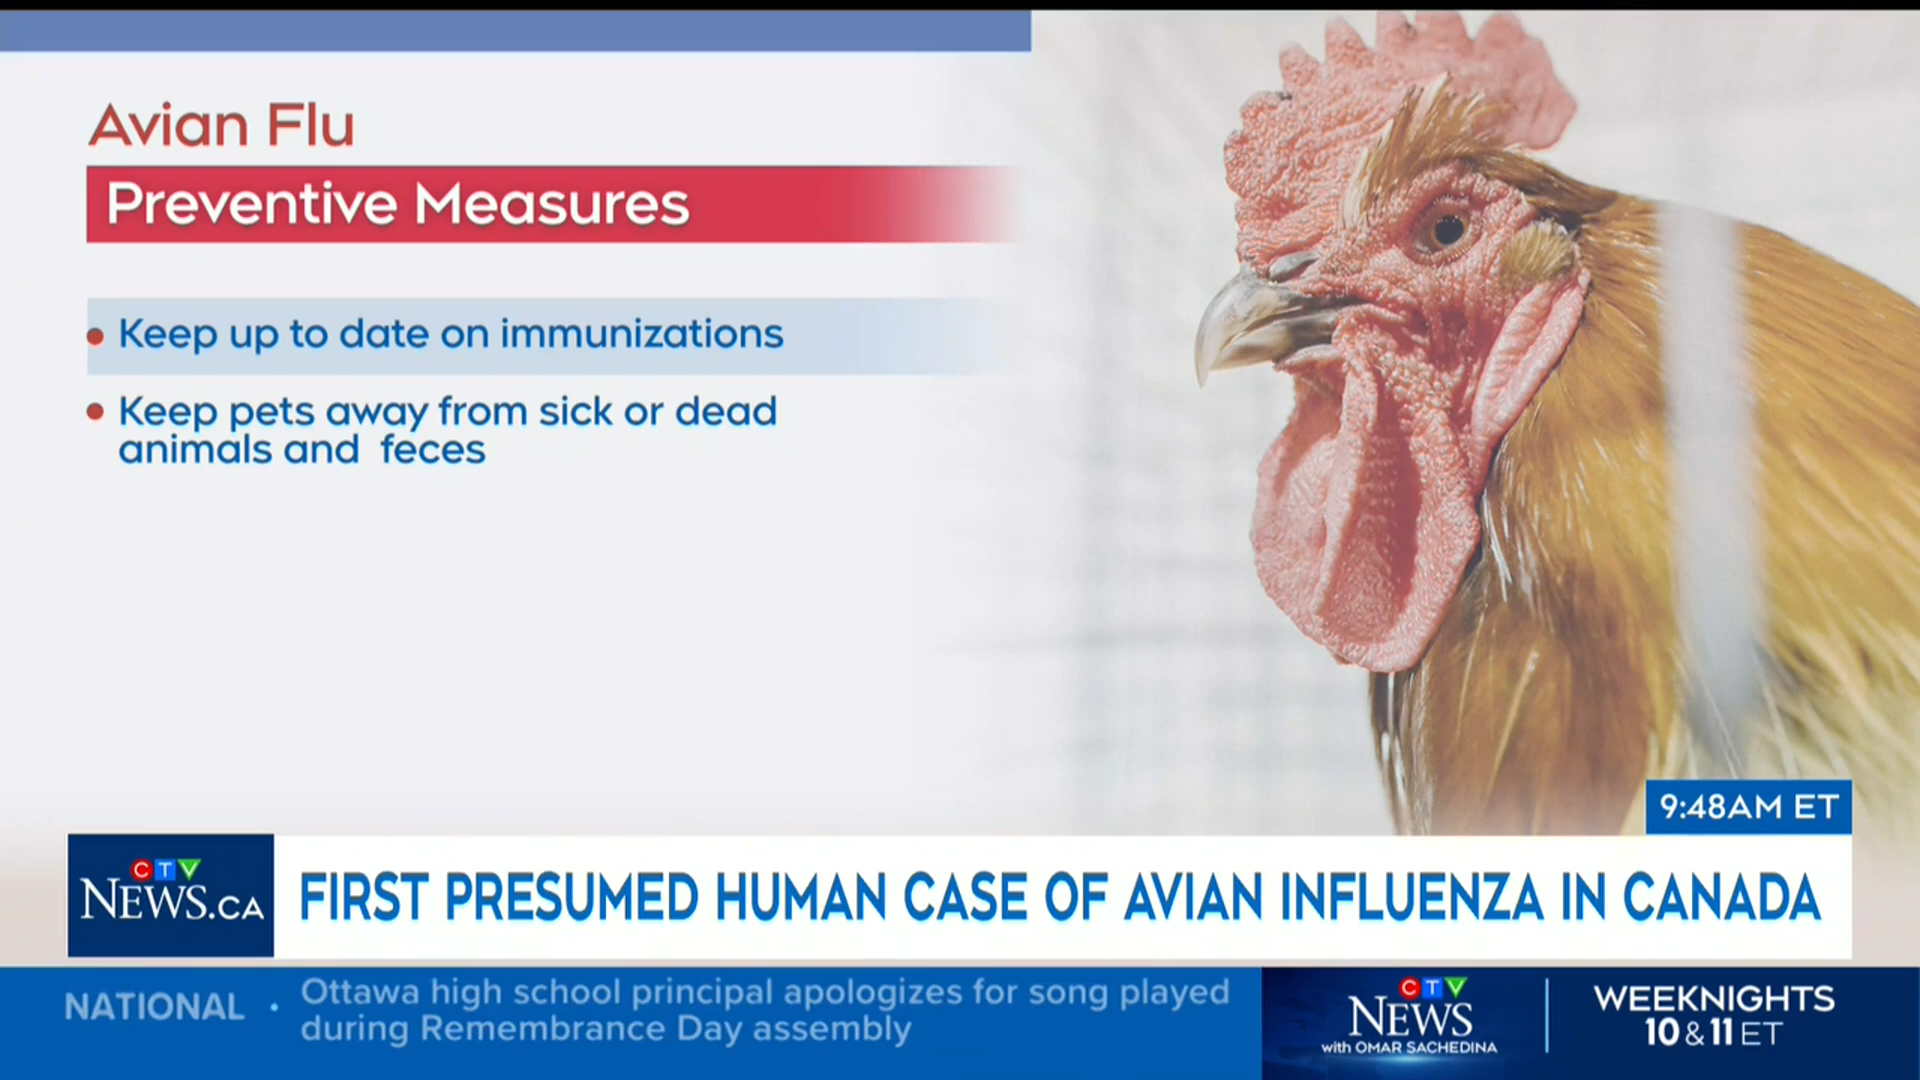 Avian Flu
Preventive Measures
• Keep up to date on immunizations
• Keep pets away from sick or dead
animals and feces
9:48AM ET
CTV
NEWS.CA
FIRST PRESUMED HUMAN CASE OF AVIAN INFLUENZA IN CANADA
NATIONAL •
Ottawa high school principal apologizes for song played
during Remembrance Day assembly
CTV
NEWS
with OMAR SACHEDINA
WEEKNIGHTS
10 & 11 ET